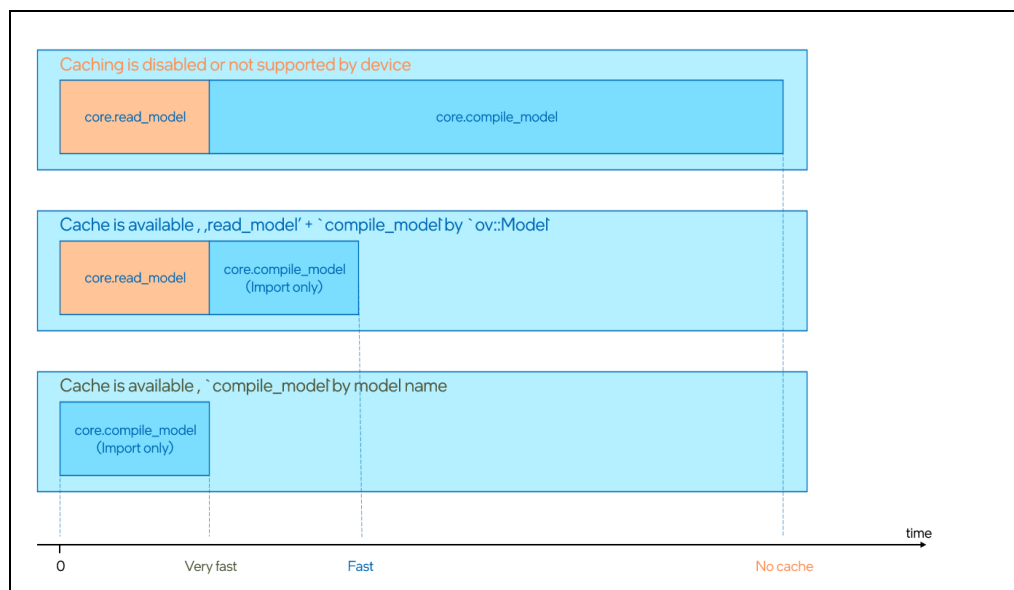 Caching is disabled or not supported by device
core.read_model
core.compile_model
Cache is available , ‚read_model’ + `compile_model` by `ov::Model`
core.read_model
core.compile_model
(Import only)
Cache is available , `compile_model` by model name
core.compile_model
(Import only)
time
0
Very fast
Fast
No cache